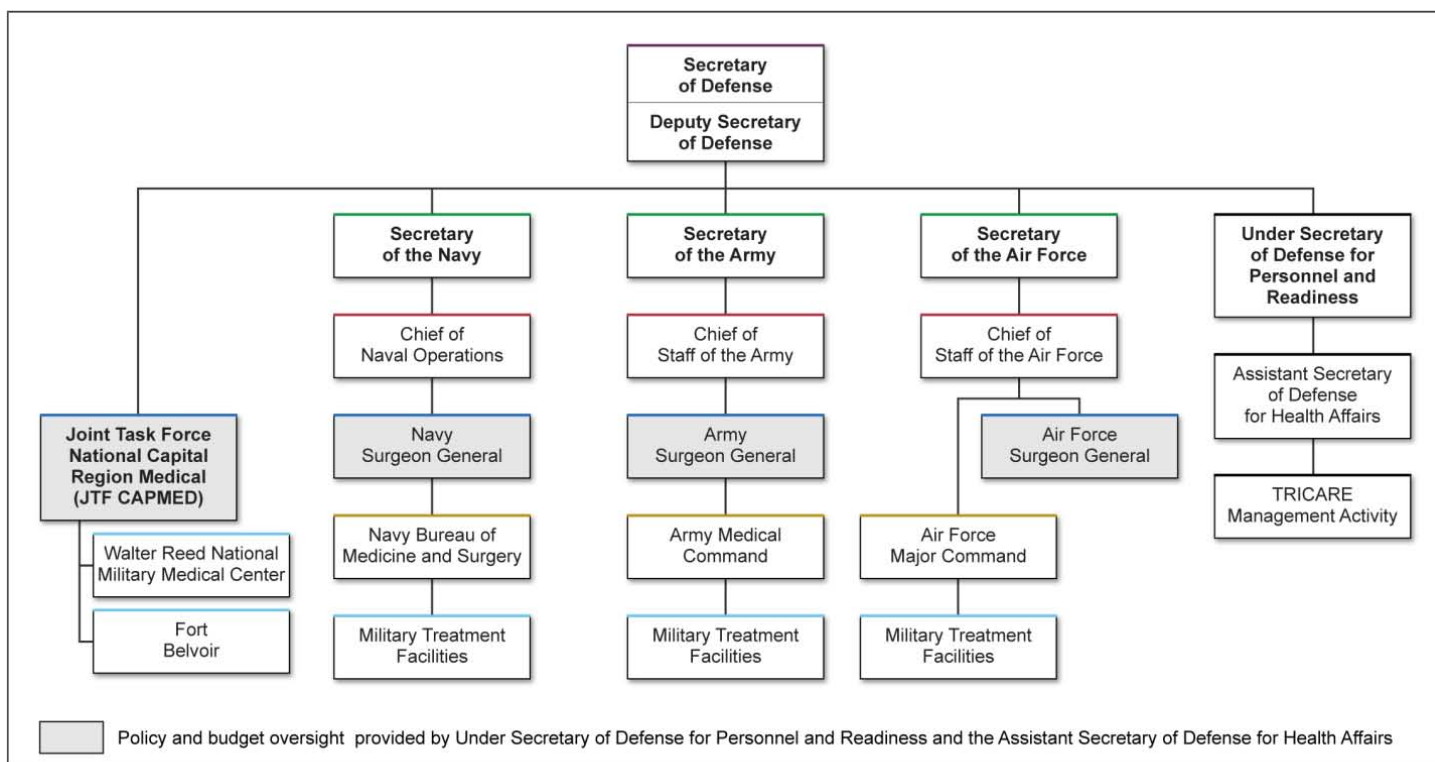 Secretary
of Defense
Deputy Secretary
of Defense
Secretary
of the Navy
Secretary
of the Army
Secretary
of the Air Force
Under Secretary
of Defense for
Personnel and
Readiness
Chief of
Naval Operations
Chief of
Staff of the Army
Chief of
Staff of the Air Force
Assistant Secretary
of Defense
for Health Affairs
Joint Task Force
National Capital
Region Medical
(JTF CAPMED)
Navy
Surgeon General
Army
Surgeon General
Air Force
Surgeon General
TRICARE
Management Activity
Walter Reed National
Military Medical Center
Navy Bureau of
Medicine and Surgery
Army Medical
Command
Air Force
Major Command
Fort
Belvoir
Military Treatment
Facilities
Military Treatment
Facilities
Military Treatment
Facilities
Policy and budget oversight provided by Under Secretary of Defense for Personnel and Readiness and the Assistant Secretary of Defense for Health Affairs